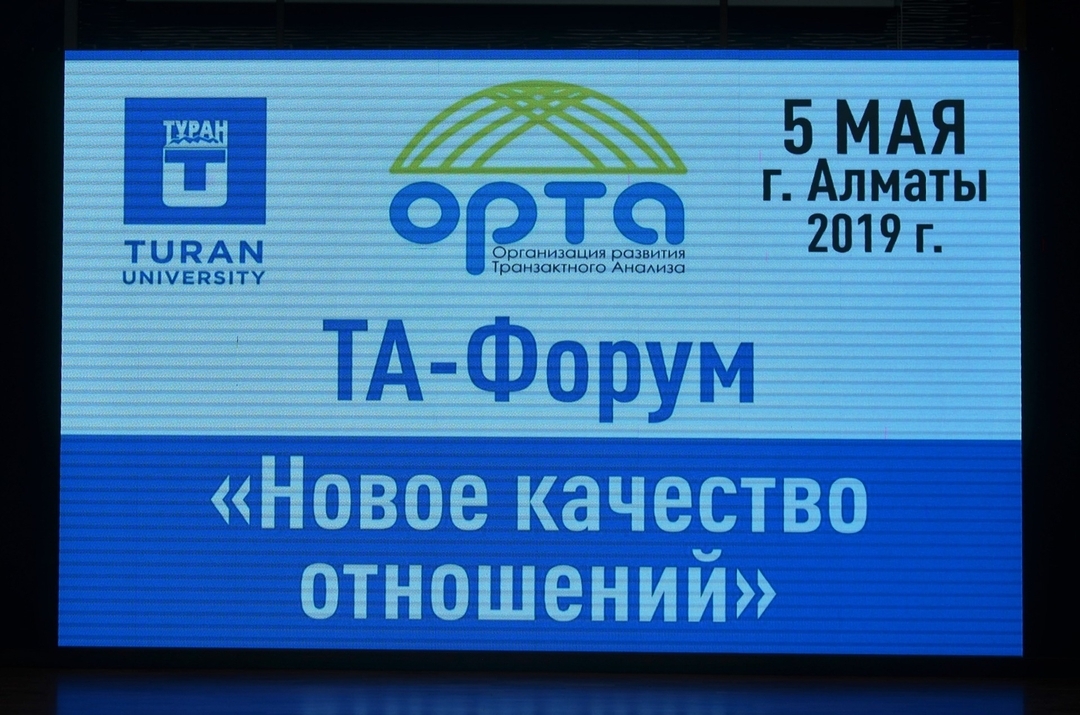 ТУРАН
TURAN
UNIVERSITY
орта
Организация развития
Транзактного Анализа
5 МАЯ
г. Алматы
2019 г.
ТА-Форум
«Новое качество
отношений»